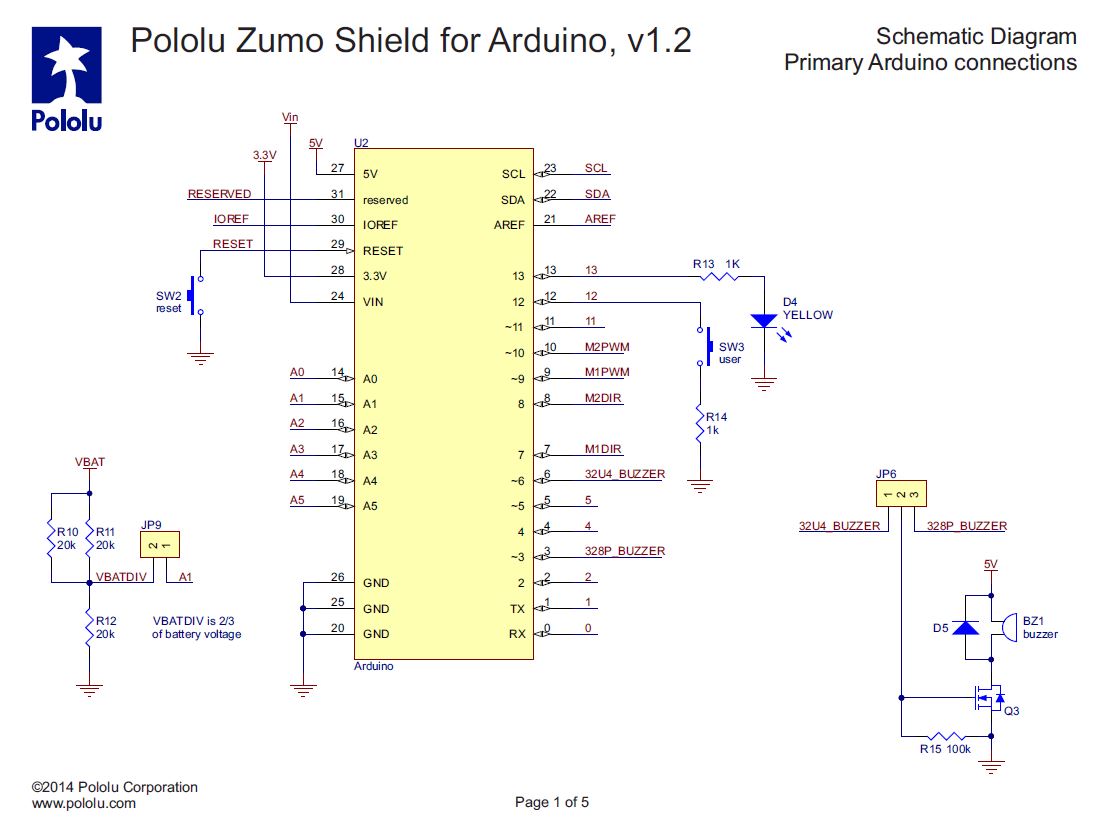 Pololu Zumo Shield for Arduino, v1.2
Schematic Diagram
Primary Arduino connections
Pololu
Vin
5V
3.3V
U2
27 5V
RESERVED 31 reserved
IOREF 30 IOREF
RESET 29 RESET
28 3.3V
24 VIN
SW2
reset
A0 14 A0
A1 15 A1
A2 16 A2
A3 17 A3
A4 18 A4
A5 19 A5
26 GND
25 GND
20 GND
Arduino
SCL 23 SCL
SDA 22 SDA
AREF 21 AREF
13 13 13
12 12 12
~11 11 11
~10 10 M2PWM
~9 9 M1PWM
8 8 M2DIR
7 7 M1DIR
~6 6 32U4_BUZZER
~5 5 5
4 4 4
~3 3 328P_BUZZER
2 2 2
TX 1 1
RX 0 0
R13 1K
D4
YELLOW
SW3
user
R14
1k
VBAT
R10
20k
R11
20k
JP9
2 1
VBATDIV A1
R12
20k
VBATDIV is 2/3
of battery voltage
JP6
1 2 3
32U4_BUZZER 328P_BUZZER
5V
D5
BZ1
buzzer
Q3
R15 100k
©2014 Pololu Corporation
www.pololu.com
Page 1 of 5